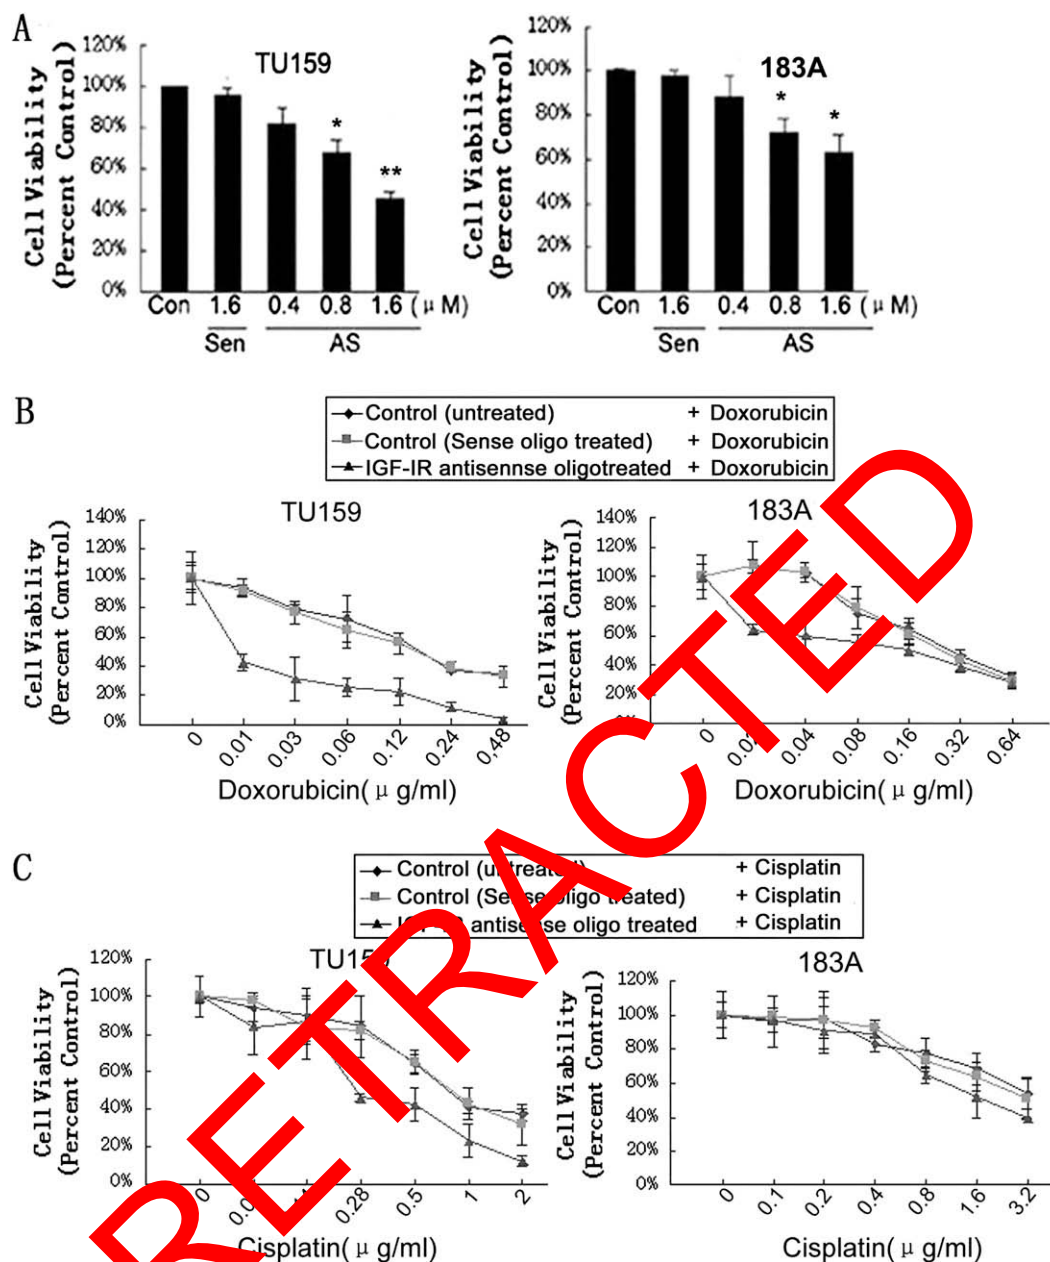 A
TU159
Cell Viability
(Percent Control)
120%
100%
80%
60%
40%
20%
0%
*
**
Con 1.6 0.4 0.8 1.6 (μ M)
Sen AS
183A
Cell Viability
(Percent Control)
120%
100%
80%
60%
40%
20%
0%
*
*
Con 1.6 0.4 0.8 1.6 (μ M)
Sen AS
B
Control (untreated) + Doxorubicin
Control (Sense oligo treated) + Doxorubicin
IGF-IR antisennse oligotreated + Doxorubicin
TU159
Cell Viability
(Percent Control)
140%
120%
100%
80%
60%
40%
20%
0%
0 0.01 0.03 0.06 0.12 0.24 0.48
Doxorubicin( μ g/ml)
183A
Cell Viability
(Percent Control)
140%
120%
100%
80%
60%
40%
20%
0 0.04 0.08 0.16 0.32 0.64
Doxorubicin( μ g/ml)
C
Control (untreated) + Cisplatin
Control (Sense oligo treated) + Cisplatin
antisense oligo treated + Cisplatin
TU159
Cell Viability
(Percent Control)
120%
100%
80%
60%
40%
20%
0%
0 0.28 0.5 1 2
Cisplatin( μ g/ml)
183A
Cell Viability
(Percent Control)
120%
100%
80%
60%
40%
20%
0%
0 0.1 0.2 0.4 0.8 1.6 3.2
Cisplatin( μ g/ml)
RETRACTED